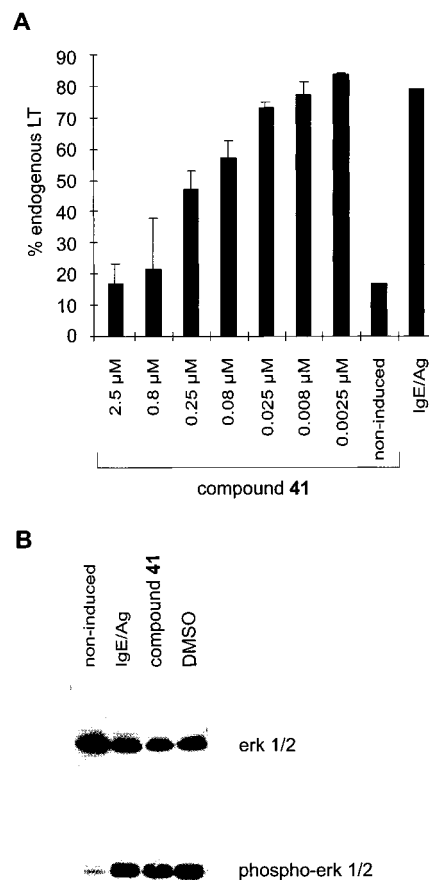 A
% endogenous LT
90
80
70
60
50
40
30
20
10
0
2.5 µM
0.8 µM
0.25 µM
0.08 µM
0.025 µM
0.008 µM
0.0025 µM
non-induced
IgE/Ag
compound 41
B
non-induced
IgE/Ag
compound 41
DMSO
erk 1/2
phospho-erk 1/2